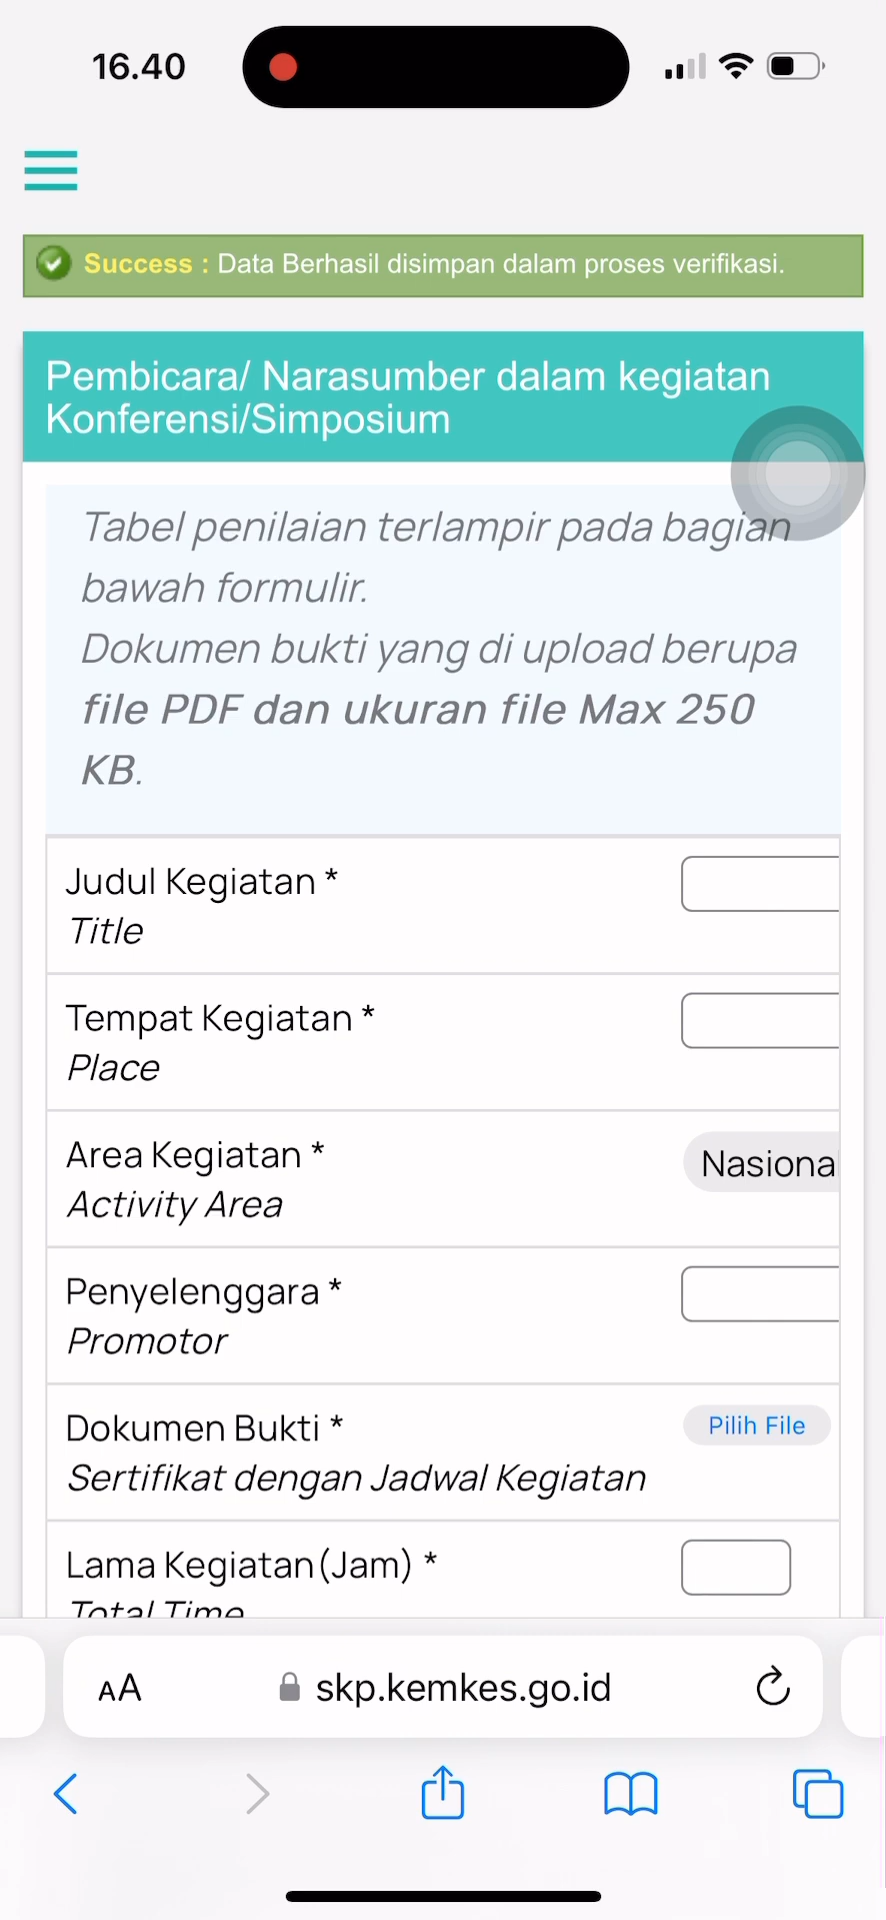 16.40
Success : Data Berhasil disimpan dalam proses verifikasi.
Pembicara/ Narasumber dalam kegiatan
Konferensi/Simposium
Tabel penilaian terlampir pada bagian
bawah formulir.
Dokumen bukti yang di upload berupa
file PDF dan ukuran file Max 250
KB.
Judul Kegiatan *
Title
Tempat Kegiatan *
Place
Area Kegiatan *
Nasional
Activity Area
Penyelenggara *
Promotor
Dokumen Bukti *
Pilih File
Sertifikat dengan Jadwal Kegiatan
Lama Kegiatan(Jam) *
Total Time
AA
skp.kemkes.go.id